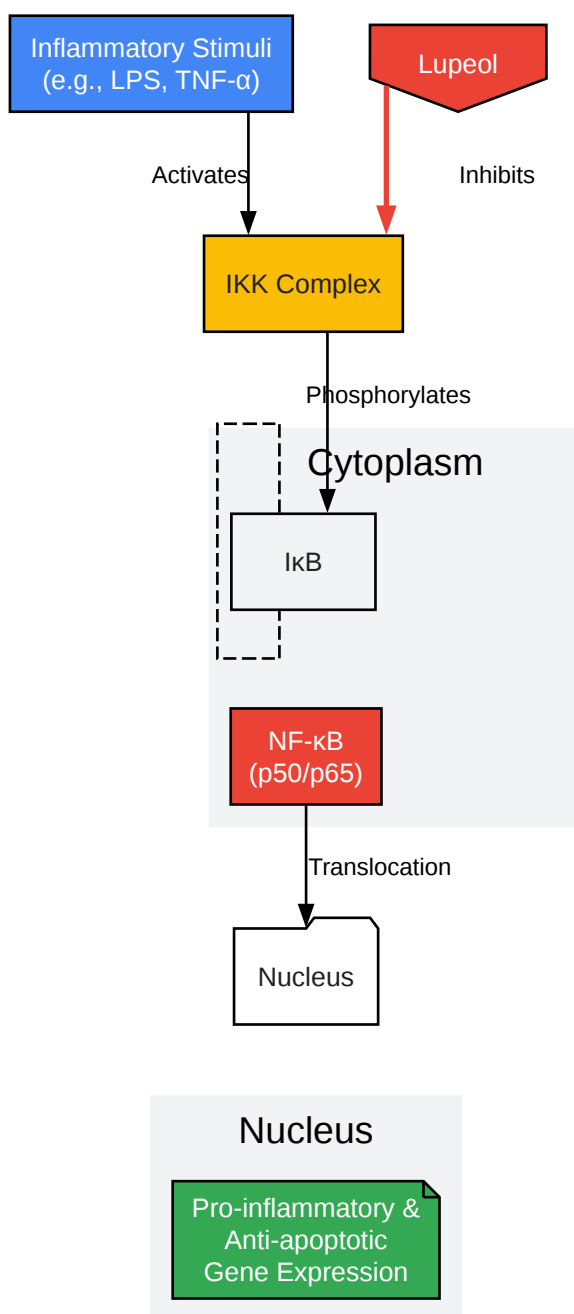 Inflammatory Stimuli
(e.g., LPS, TNF-α)
Lupeol
Activates
Inhibits
IKK Complex
Phosphorylates
Cytoplasm
IκB
NF-κB
(p50/p65)
Translocation
Nucleus
Nucleus
Pro-inflammatory &
Anti-apoptotic
Gene Expression